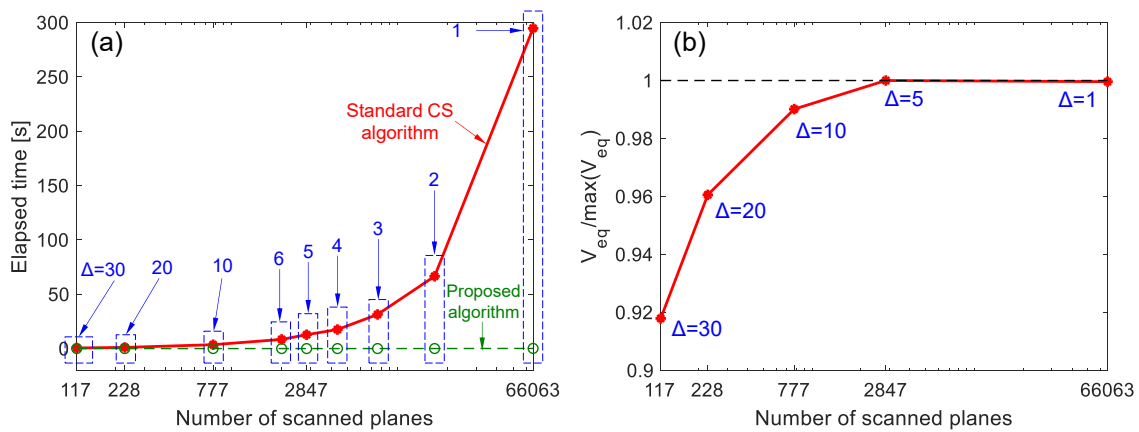 (a)
300
250
200
150
100
50
0
Elapsed time [s]
117
228
777
2847
66063
Number of scanned planes
Δ=30
20
10
6
5
4
3
2
1
Standard CS
algorithm
Proposed
algorithm
(b)
1.02
1
0.98
0.96
0.94
0.92
0.9
V_eq/max(V_eq)
117
228
777
2847
66063
Number of scanned planes
Δ=30
Δ=20
Δ=10
Δ=5
Δ=1